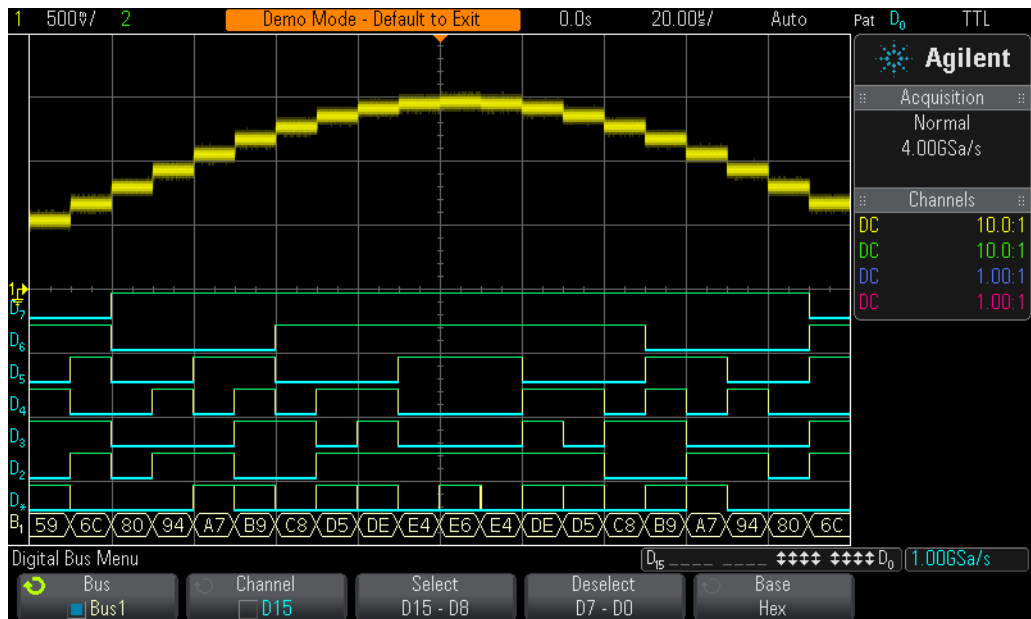 1 500㎷/ 2 Demo Mode - Default to Exit 0.0s 20.00㎲/ Auto Pat D₀ TTL
Agilent
Acquisition
Normal
4.00GSa/s
Channels
DC 10.0:1
DC 10.0:1
DC 1.00:1
DC 1.00:1
1
D₇
D₆
D₅
D₄
D₃
D₂
D*
B₁ 59 6C 80 94 A7 B9 C8 D5 DE E4 E6 E4 DE D5 C8 B9 A7 94 80 6C
Digital Bus Menu D₁₅ ____ ____ ↕↕↕↕ ↕↕↕↕ D₀ 1.00GSa/s
Bus Channel Select Deselect Base
Bus1 D15 D15 - D8 D7 - D0 Hex